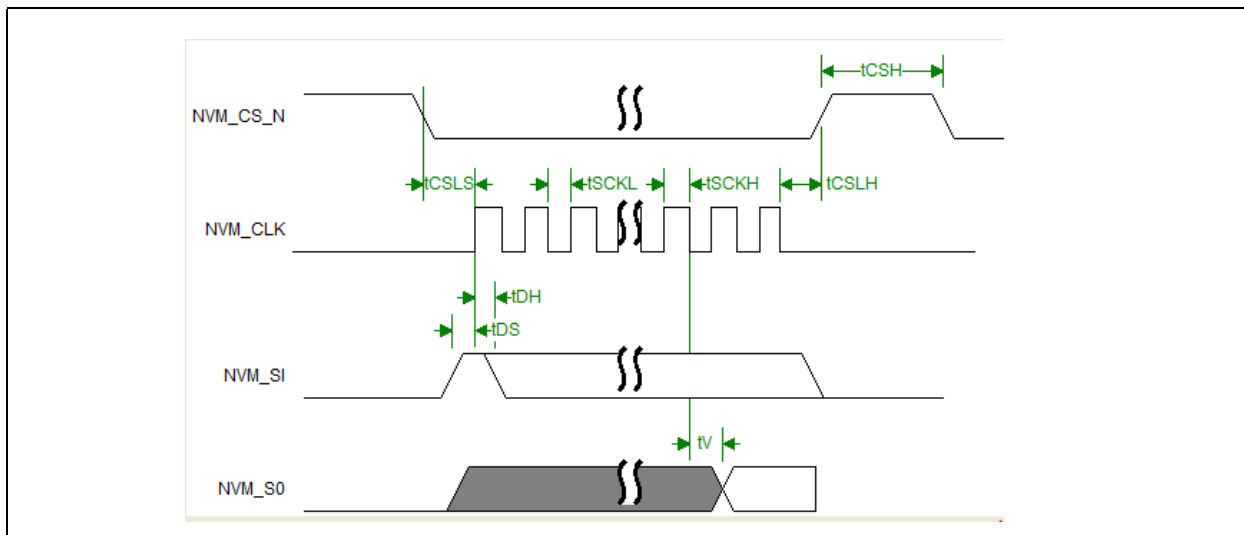 tCSH
NVM_CS_N
tCSLS
tSCKL
tSCKH
tCSLH
NVM_CLK
tDH
tDS
NVM_SI
tV
NVM_S0